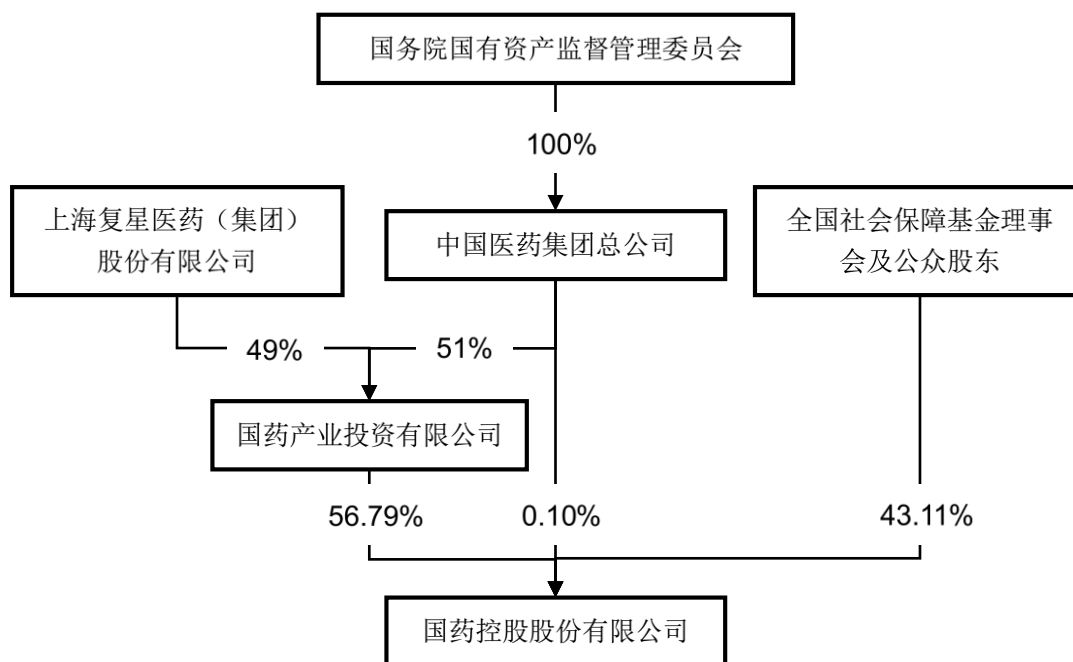 国务院国有资产监督管理委员会
100%
上海复星医药（集团）
股份有限公司
中国医药集团总公司
全国社会保障基金理事
会及公众股东
49%
51%
国药产业投资有限公司
56.79%
0.10%
43.11%
国药控股股份有限公司